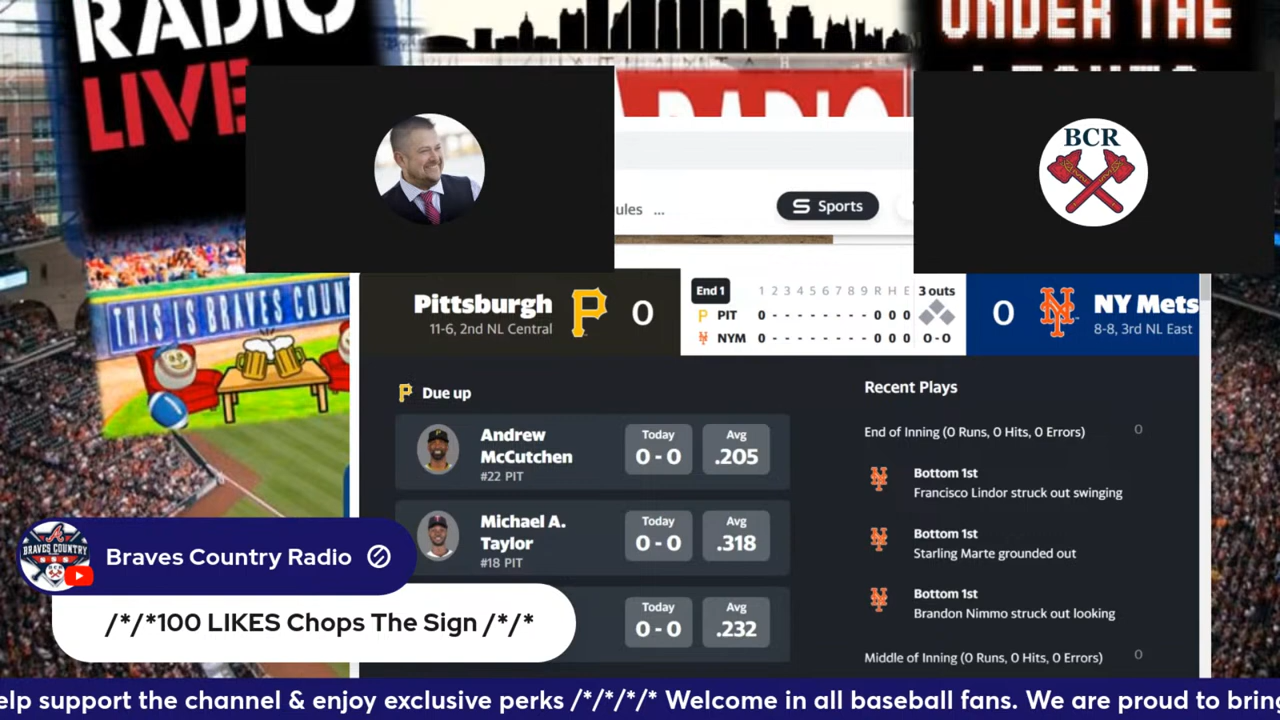 RADIO
LIVE
UNDER THE
RADIO
BCR
ules ...
Sports
THIS IS BRAVES COUN
Pittsburgh
11-6, 2nd NL Central
P
0
End 1
1 2 3 4 5 6 7 8 9 R H E
P PIT 0 - - - - - - - - 0 0 0
NYM 0 - - - - - - - - 0 0 0
3 outs
0-0
0
NY
NY Mets
8-8, 3rd NL East
P Due up
Andrew
McCutchen
#22 PIT
Today
0-0
Avg
.205
Michael A.
Taylor
#18 PIT
Today
0-0
Avg
.318
Today
0-0
Avg
.232
Recent Plays
End of Inning (0 Runs, 0 Hits, 0 Errors) 0
Bottom 1st
Francisco Lindor struck out swinging
Bottom 1st
Starling Marte grounded out
Bottom 1st
Brandon Nimmo struck out looking
Middle of Inning (0 Runs, 0 Hits, 0 Errors) 0
BRAVES COUNTRY
Braves Country Radio
/*/*100 LIKES Chops The Sign /*/*
elp support the channel & enjoy exclusive perks /*/*/*/* Welcome in all baseball fans. We are proud to bring